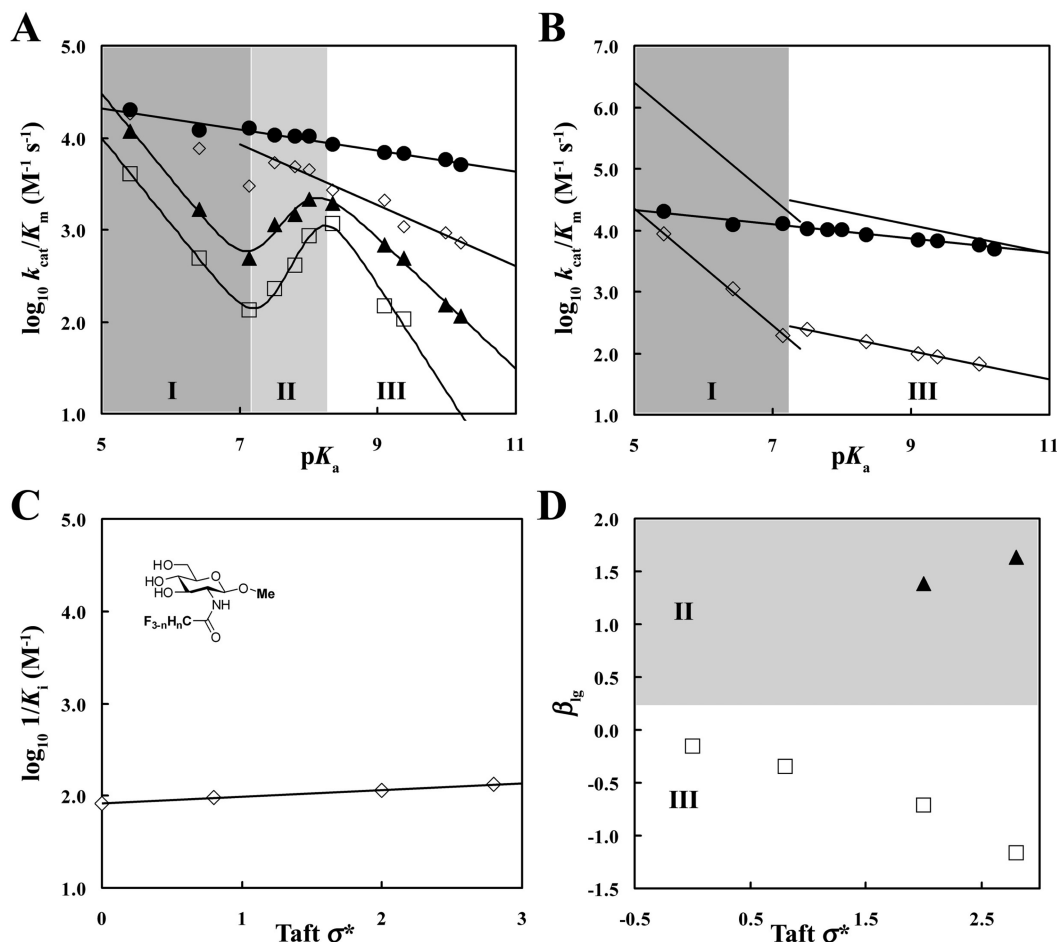 A
5.0
4.0
3.0
2.0
1.0
log₁₀ kcat/Km (M⁻¹ s⁻¹)
I
II
III
5
7
9
11
pKa
B
7.0
6.0
5.0
4.0
3.0
2.0
1.0
log₁₀ kcat/Km (M⁻¹ s⁻¹)
I
III
5
7
9
11
pKa
C
5.0
4.0
3.0
2.0
1.0
log₁₀ 1/Ki (M⁻¹)
HO
O
HO
HO
O
Me
NH
F3-nHnC
O
0
1
2
3
Taft σ*
D
2.0
1.5
1.0
0.5
0.0
-0.5
-1.0
-1.5
βlg
II
III
-0.5
0.5
1.5
2.5
Taft σ*